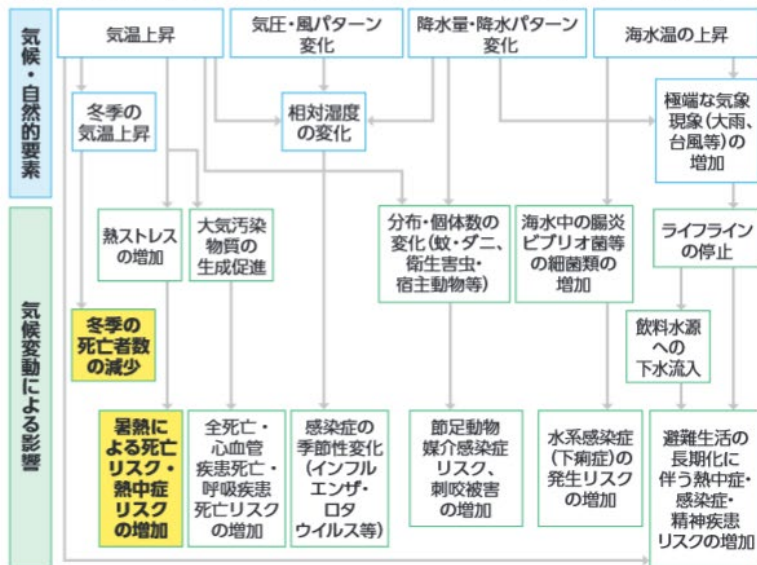 気候・自然的要素
気温上昇
気圧・風パターン
変化
降水量・降水パターン
変化
海水温の上昇
冬季の
気温上昇
相対湿度
の変化
極端な気象
現象(大雨、
台風等)の
増加
気候変動による影響
熱ストレス
の増加
大気汚染
物質の
生成促進
分布・個体数の
変化(蚊・ダニ、
衛生害虫・
宿主動物等)
海水中の腸炎
ビブリオ菌等
の細菌類の
増加
ライフライン
の停止
冬季の
死亡者数
の減少
飲料水源
への
下水流入
暑熱に
よる死亡
リスク・
熱中症
リスク
の増加
全死亡・
心血管
疾患死亡・
呼吸疾患
死亡リスク
の増加
感染症の
季節性変化
(インフル
エンザ・
ロタ
ウイルス等)
節足動物
媒介感染症
リスク、
刺咬被害
の増加
水系感染症
(下痢症)の
発生リスク
の増加
避難生活の
長期化に
伴う熱中症・
感染症・
精神疾患
リスクの増加